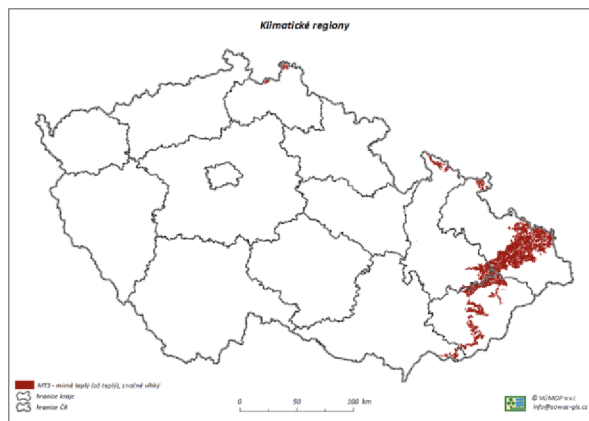 Klimatické regiony
MT3 - mírně teplý (až teplý), značně vlhký
hranice kraje
hranice ČR
0 50 100 km
© VÚMOP v.v.i.
info@sowac-gis.cz